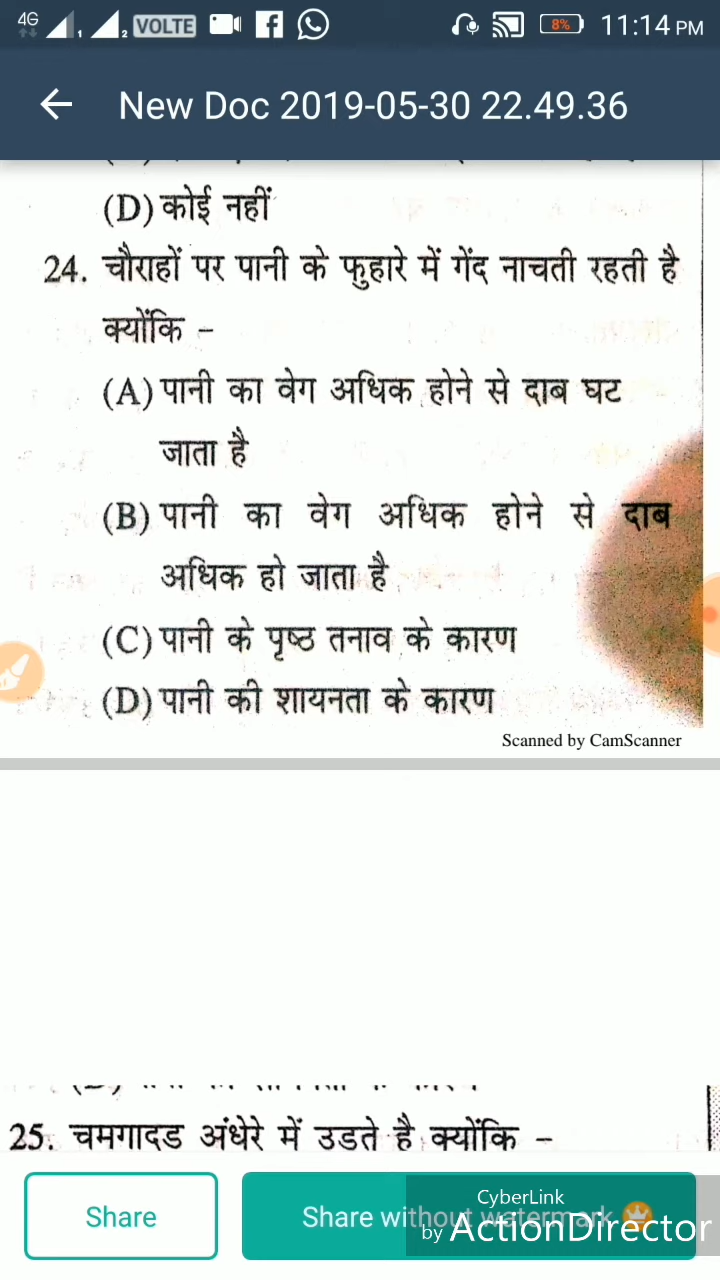 4G 1 2 VOLTE 8% 11:14 PM
New Doc 2019-05-30 22.49.36
(D) कोई नहीं
24. चौराहों पर पानी के फुहारे में गेंद नाचती रहती है
क्योंकि –
(A) पानी का वेग अधिक होने से दाब घट
जाता है
(B) पानी का वेग अधिक होने से दाब
अधिक हो जाता है
(C) पानी के पृष्ठ तनाव के कारण
(D) पानी की शायनता के कारण
Scanned by CamScanner
25. चमगादड अंधेरे में उडते है क्योंकि –
Share
Share without watermark
CyberLink
by ActionDirector